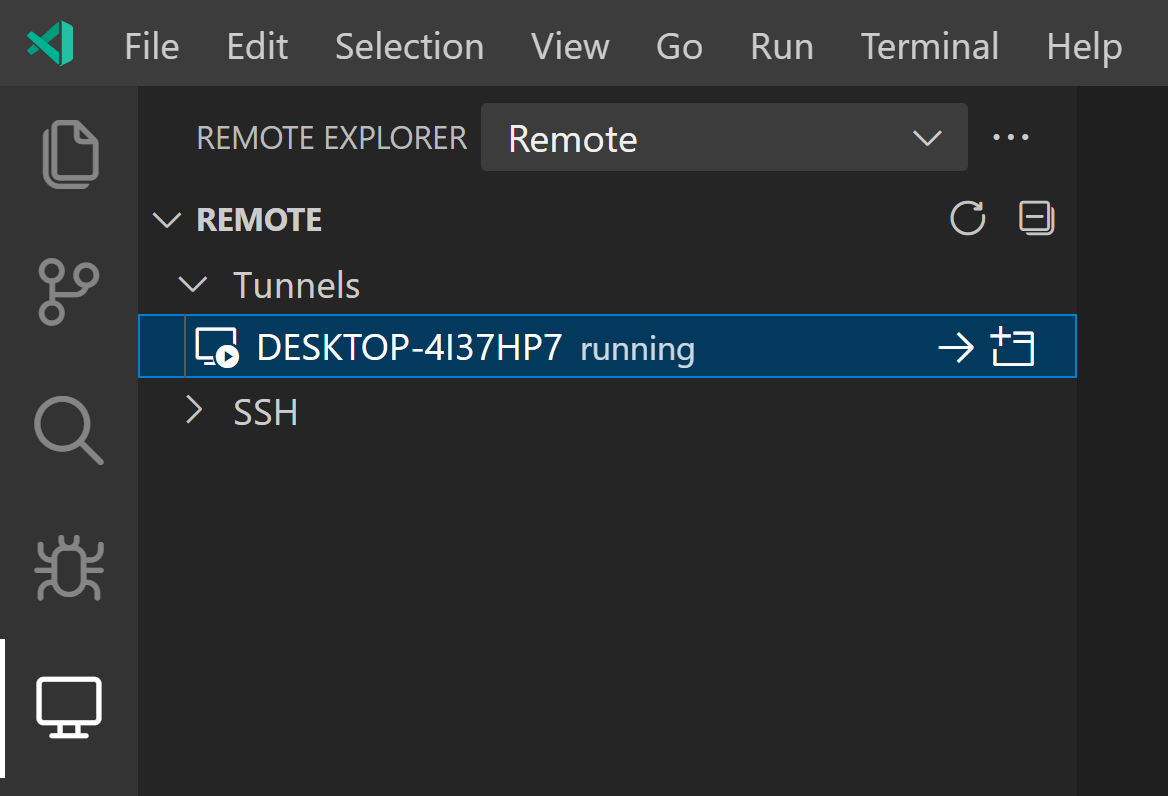 File Edit Selection View Go Run Terminal Help
REMOTE EXPLORER Remote
REMOTE
Tunnels
DESKTOP-4I37HP7 running
SSH